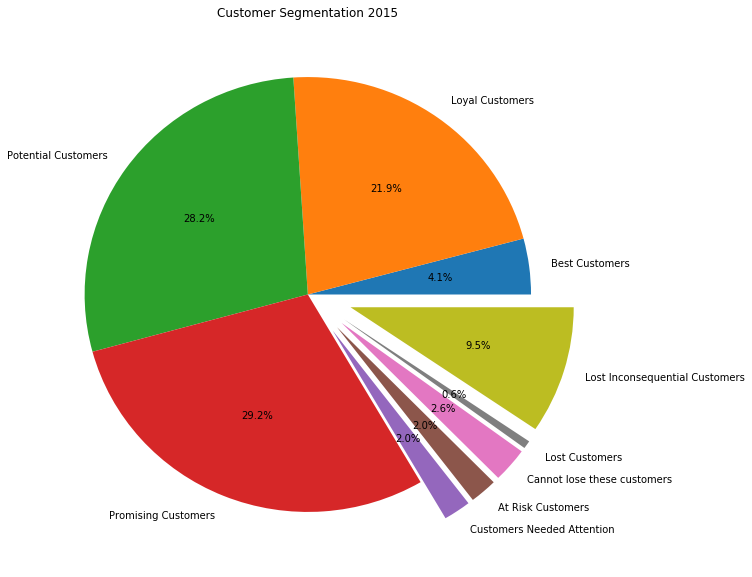 Customer Segmentation 2015
Loyal Customers
Potential Customers
21.9%
28.2%
Best Customers
4.1%
9.5%
Lost Inconsequential Customers
0.6%
2.6%
29.2%
2.0%
2.0%
Lost Customers
Cannot lose these customers
At Risk Customers
Promising Customers
Customers Needed Attention